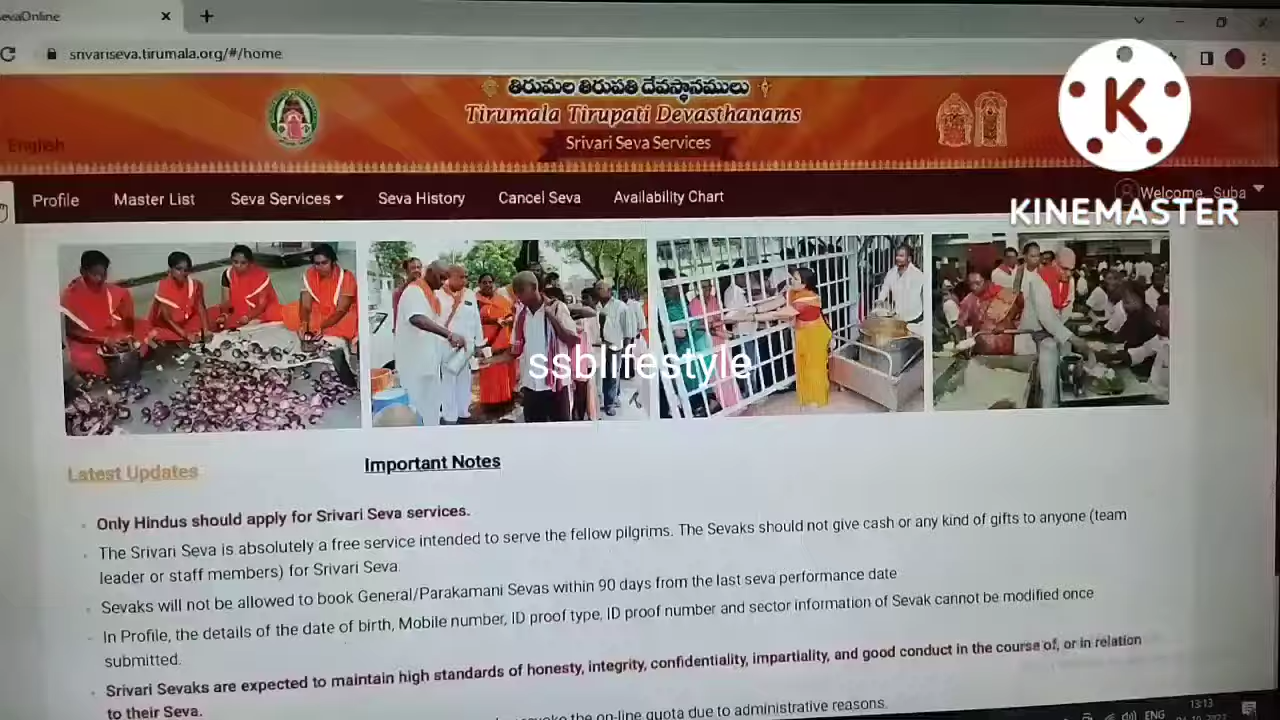 evaOnline
srivariseva.tirumala.org/#/home
తిరుమల తిరుపతి దేవస్థానములు
Tirumala Tirupati Devasthanams
Srivari Seva Services
English
K
KINEMASTER
Profile Master List Seva Services Seva History Cancel Seva Availability Chart Welcome Suba
ssblifestyle
Latest Updates
Important Notes
Only Hindus should apply for Srivari Seva services.
The Srivari Seva is absolutely a free service intended to serve the fellow pilgrims. The Sevaks should not give cash or any kind of gifts to anyone (team
leader or staff members) for Srivari Seva.
Sevaks will not be allowed to book General/Parakamani Sevas within 90 days from the last seva performance date
In Profile, the details of the date of birth, Mobile number, ID proof type, ID proof number and sector information of Sevak cannot be modified once
submitted.
Srivari Sevaks are expected to maintain high standards of honesty, integrity, confidentiality, impartiality, and good conduct in the course of, or in relation
to their Seva.
the on-line quota due to administrative reasons.
ENG
13:13